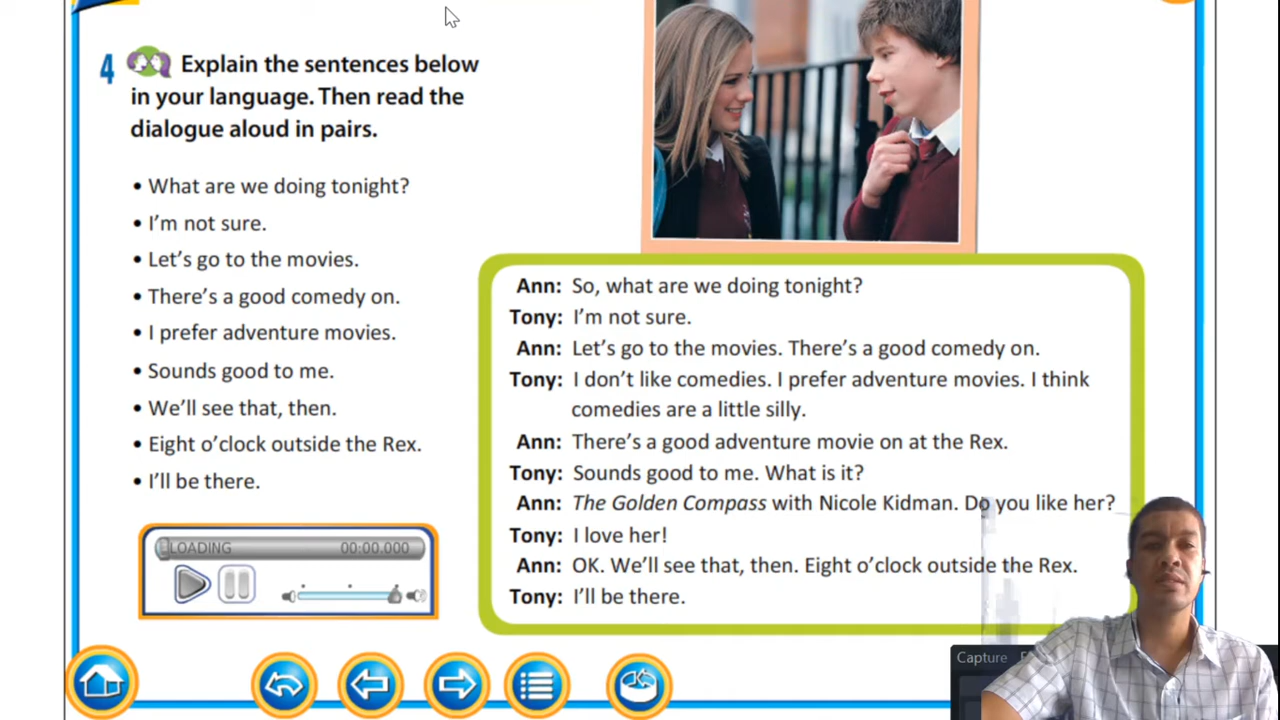 4 Explain the sentences below
in your language. Then read the
dialogue aloud in pairs.
• What are we doing tonight?
• I'm not sure.
• Let's go to the movies.
• There's a good comedy on.
• I prefer adventure movies.
• Sounds good to me.
• We'll see that, then.
• Eight o'clock outside the Rex.
• I'll be there.
LOADING 00:00.000
Ann: So, what are we doing tonight?
Tony: I'm not sure.
Ann: Let's go to the movies. There's a good comedy on.
Tony: I don't like comedies. I prefer adventure movies. I think
comedies are a little silly.
Ann: There's a good adventure movie on at the Rex.
Tony: Sounds good to me. What is it?
Ann: The Golden Compass with Nicole Kidman. Do you like her?
Tony: I love her!
Ann: OK. We'll see that, then. Eight o'clock outside the Rex.
Tony: I'll be there.
Capture